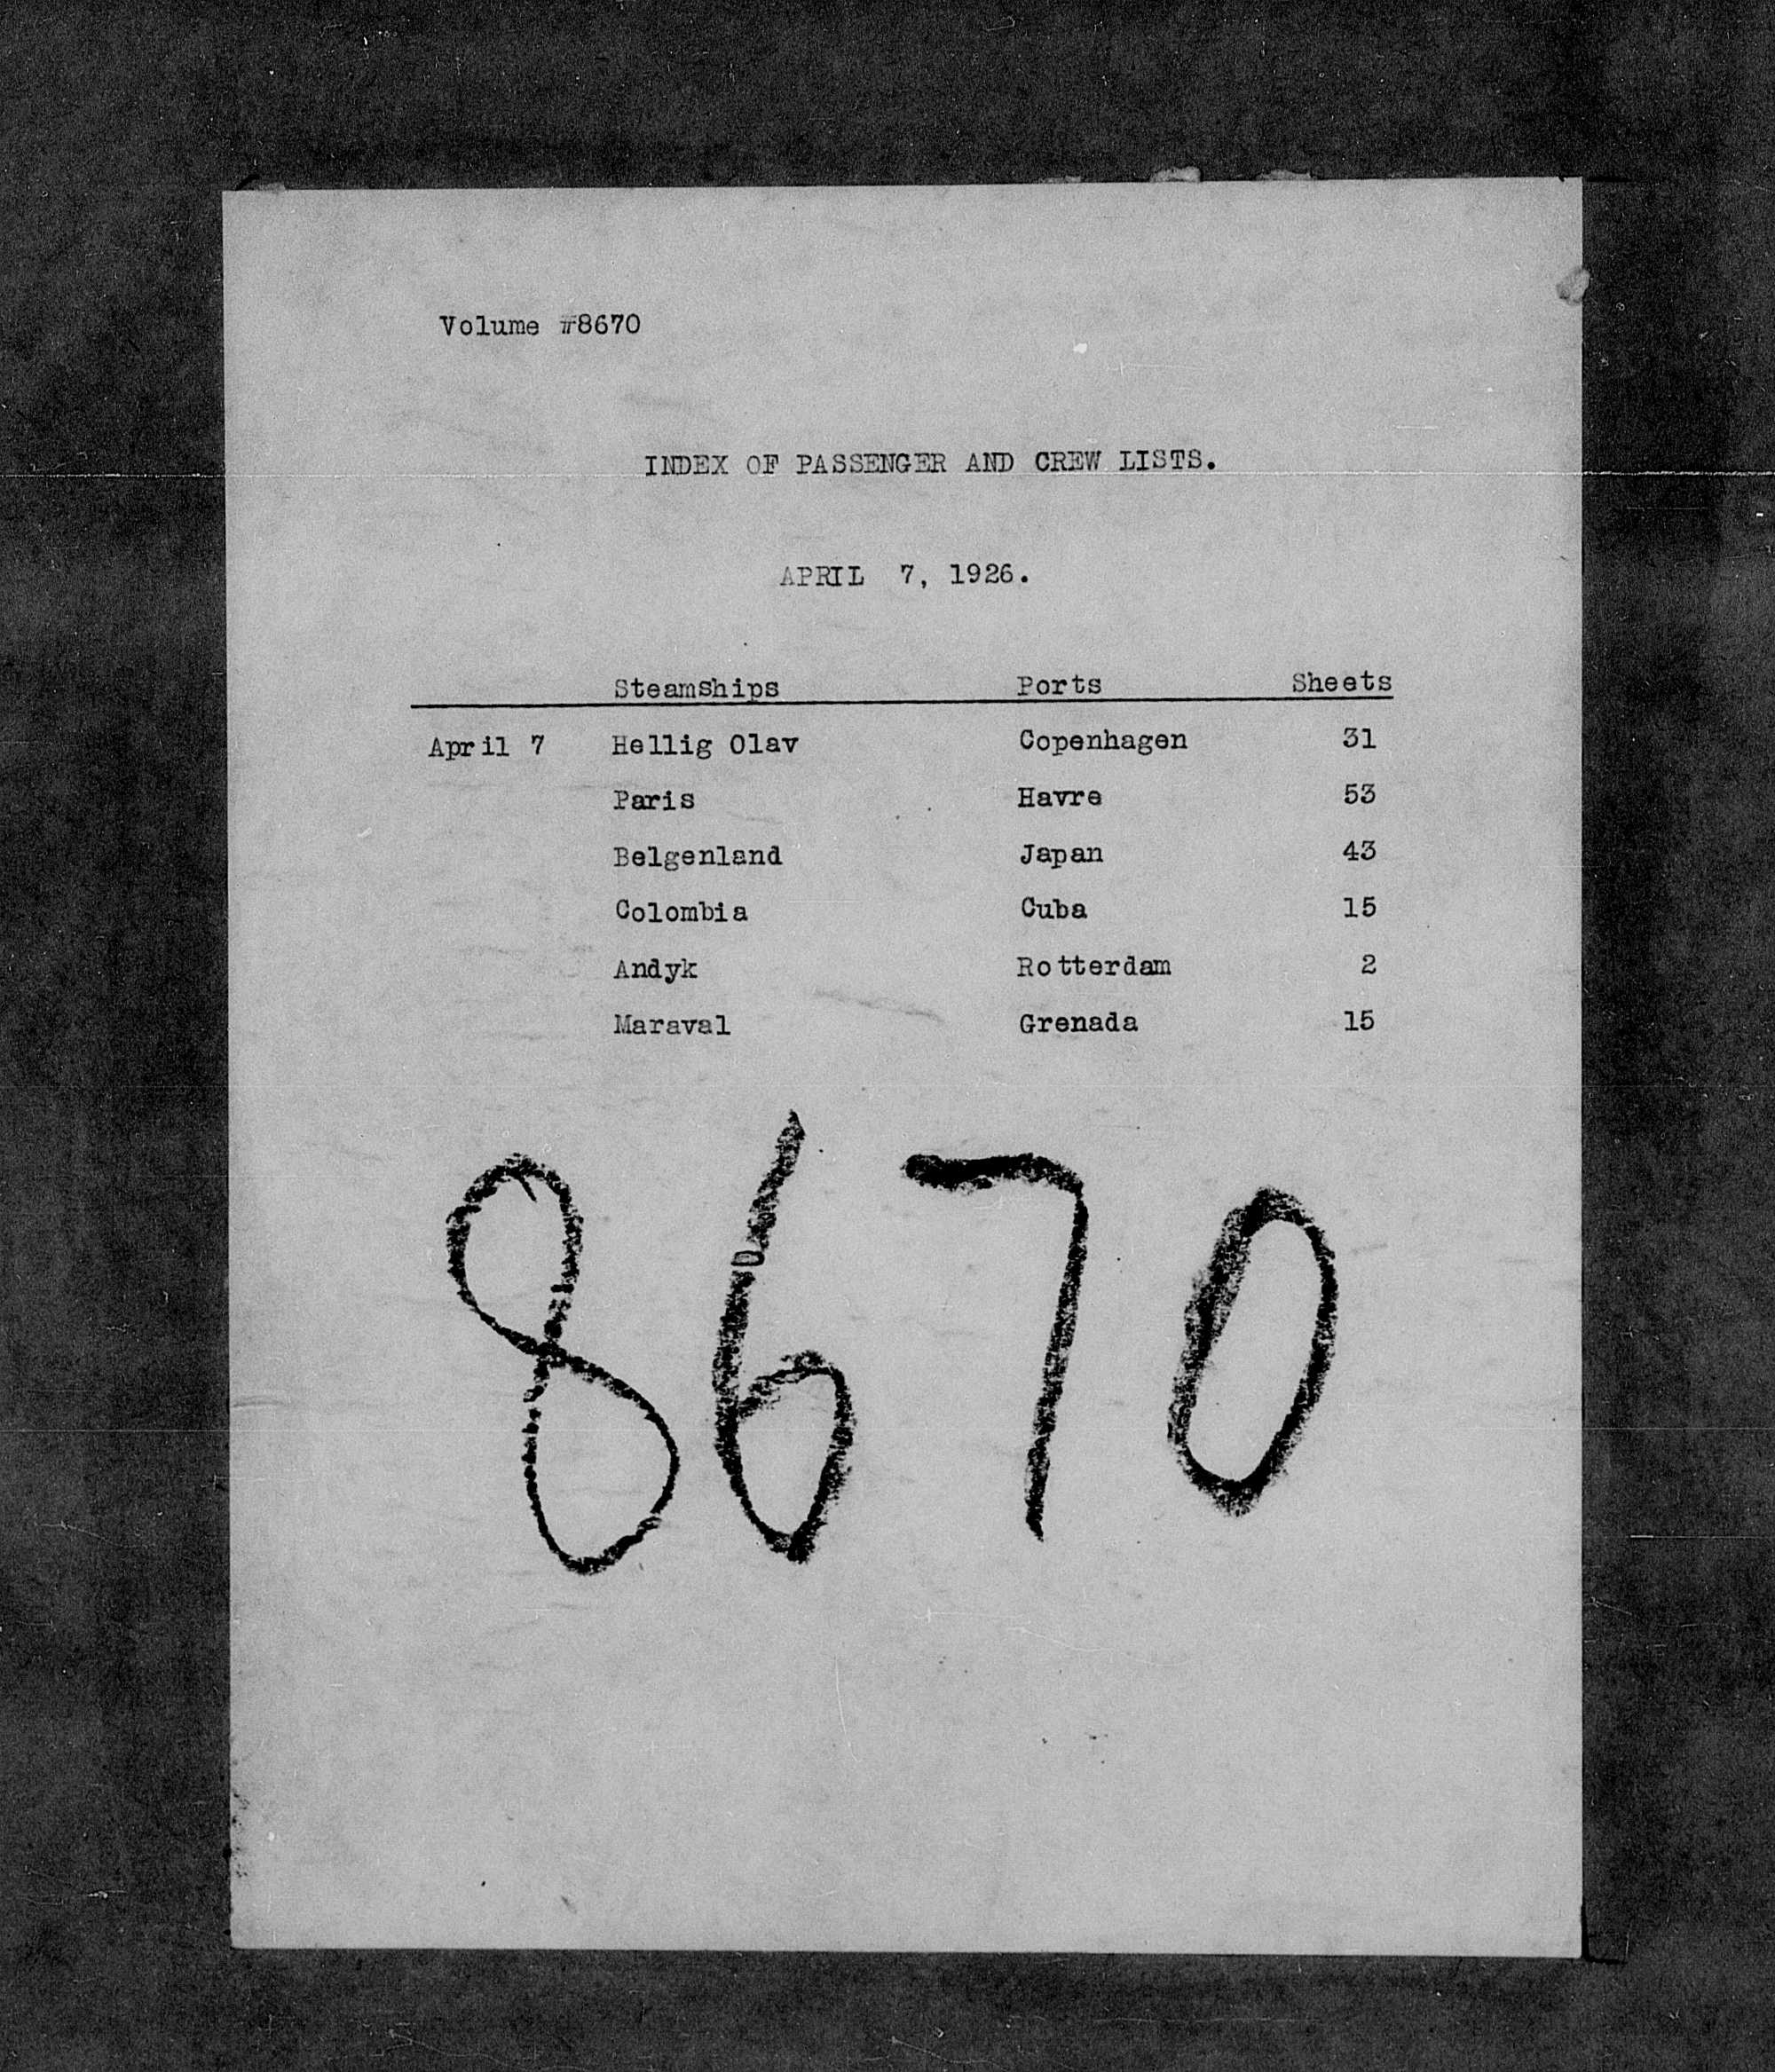 Volume #8670
INDEX OF PASSENGER AND CREW LISTS.
APRIL 7, 1926.
Steamships Ports Sheets
April 7 Hellig Olav Copenhagen 31
Paris Havre 53
Belgenland Japan 43
Colombia Cuba 15
Andyk Rotterdam 2
Maraval Grenada 15
8670